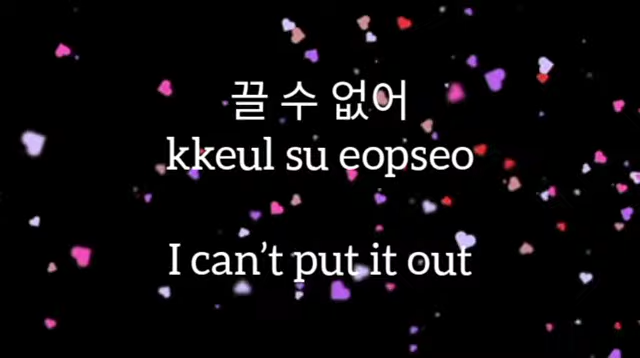 끌 수 없어
kkeul su eopseo
I can’t put it out